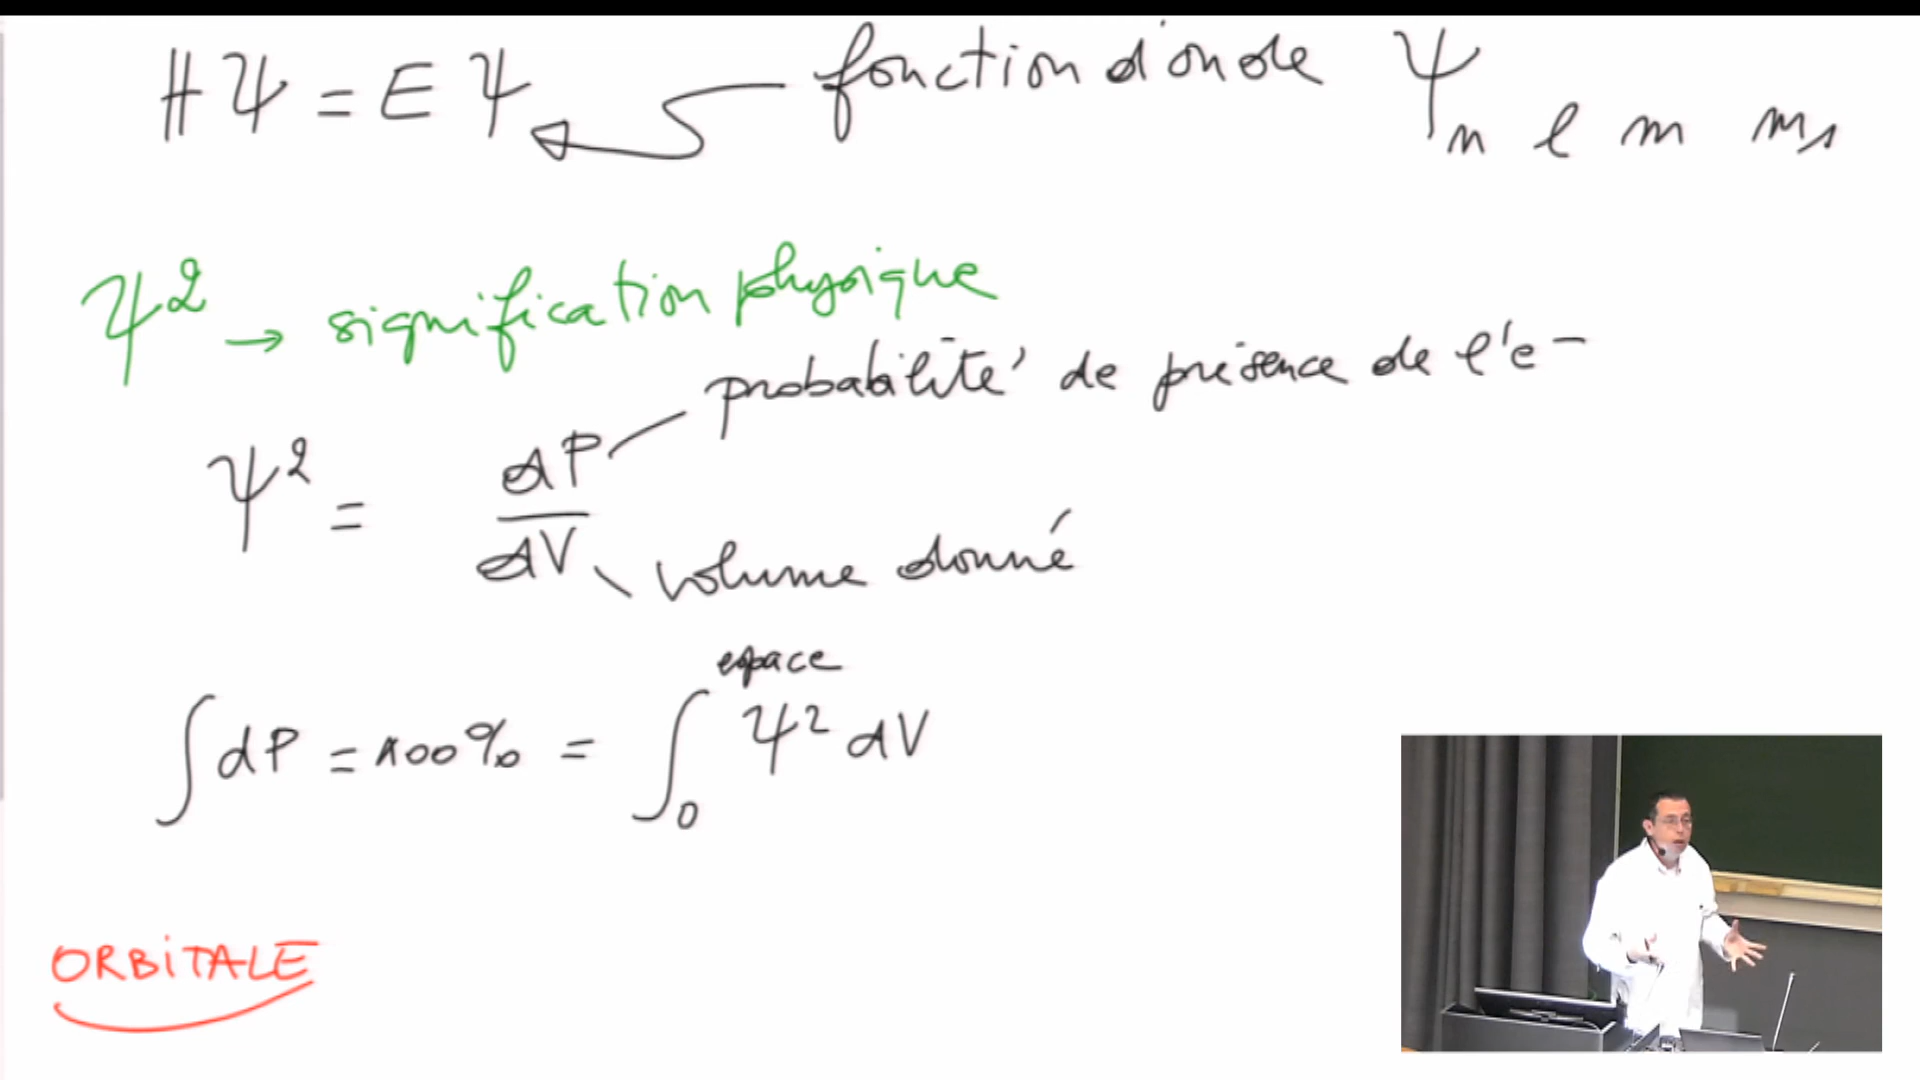 HΨ = EΨ fonction d'onde Ψ n l m ms
Ψ² → signification physique
probabilité de présence de l'e⁻
Ψ² = dP/dV
volume donné
espace
∫dP = 100% = ∫₀ Ψ² dV
ORBiTALE